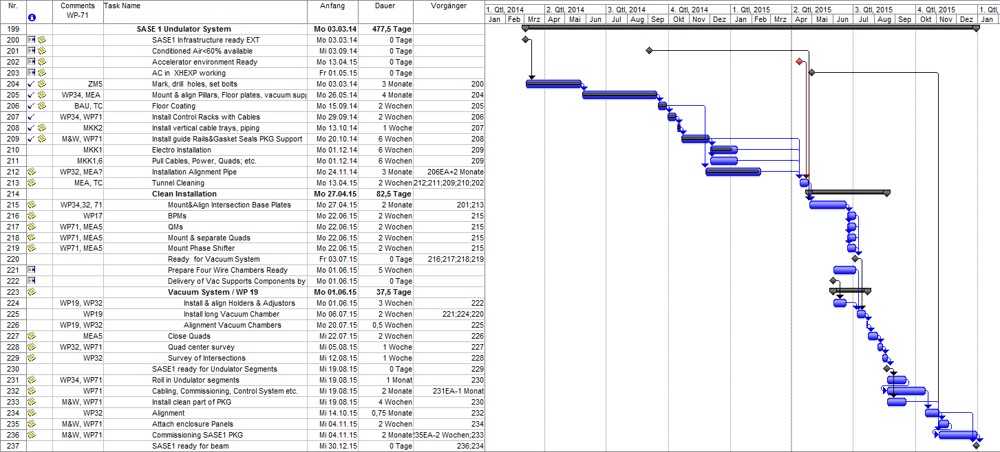 Nr. Comments Task Name Anfang Dauer Vorgänger 1. Qtl, 2014 2. Qtl, 2014 3. Qtl, 2014 4. Qtl, 2014 1. Qtl, 2015 2. Qtl, 2015 3. Qtl, 2015 4. Qtl, 2015 1. Qtl,
WP-71 Jan Feb Mrz Apr Mai Jun Jul Aug Sep Okt Nov Dez Jan Feb Mrz Apr Mai Jun Jul Aug Sep Okt Nov Dez Jan
199 SASE 1 Undulator System Mo 03.03.14 477,5 Tage
200 SASE1 Infrastructure ready EXT Mo 03.03.14 0 Tage
201 Conditioned Air<60% available Mi 03.09.14 0 Tage
202 Accelerator environment Ready Mo 13.04.15 0 Tage
203 AC in XHEXP working Fr 01.05.15 0 Tage
204 ZM5 Mark, drill holes, set bolts Mo 03.03.14 3 Monate 200
205 WP34, MEA Mount & align Pillars, Floor plates, vacuum supp Mo 26.05.14 4 Monate 204
206 BAU, TC Floor Coating Mo 15.09.14 2 Wochen 205
207 WP34, WP71 Install Control Racks with Cables Mo 29.09.14 2 Wochen 206
208 MKK2 Install vertical cable trays, piping Mo 13.10.14 1 Woche 207
209 M&W, WP71 Install guide Rails&Gasket Seals PKG Support Mo 20.10.14 6 Wochen 208
210 MKK1 Electro Installation Mo 01.12.14 6 Wochen 209
211 MKK1,6 Pull Cables, Power, Quads; etc. Mo 01.12.14 6 Wochen 209
212 WP32, MEA? Installation Alignment Pipe Mo 24.11.14 3 Monate 206EA+2 Monate
213 MEA, TC Tunnel Cleaning Mo 13.04.15 2 Wochen 212;211;209;210;202
214 Clean Installation Mo 27.04.15 82,5 Tage
215 WP34,32, 71 Mount&Align Intersection Base Plates Mo 27.04.15 2 Monate 201;213
216 WP17 BPMs Mo 22.06.15 2 Wochen 215
217 WP71, MEA5 QMs Mo 22.06.15 2 Wochen 215
218 WP71, MEA5 Mount & separate Quads Mo 22.06.15 2 Wochen 215
219 WP71, MEA5 Mount Phase Shifter Mo 22.06.15 2 Wochen 215
220 Ready for Vacuum System Fr 03.07.15 0 Tage 216;217;218;219
221 Prepare Four Wire Chambers Ready Mo 01.06.15 5 Wochen
222 Delivery of Vac Supports Components by Mo 01.06.15 0 Tage
223 Vacuum System / WP 19 Mo 01.06.15 37,5 Tage
224 WP19, WP32 Install & align Holders & Adjustors Mo 01.06.15 3 Wochen 222
225 WP19 Install long Vacuum Chamber Mo 06.07.15 2 Wochen 221;224;220
226 WP19, WP32 Alignment Vacuum Chambers Mo 20.07.15 0,5 Wochen 225
227 MEA5 Close Quads Mi 22.07.15 2 Wochen 226
228 WP32, WP71 Quad center survey Mi 05.08.15 1 Woche 227
229 WP32 Survey of Intersections Mi 12.08.15 1 Woche 228
230 SASE1 ready for Undulator Segments Mi 19.08.15 0 Tage 229
231 WP34, WP71 Roll in Undulator segments Mi 19.08.15 1 Monat 230
232 WP71 Cabling, Commissioning, Control System etc. Mi 19.08.15 2 Monate 231EA-1 Monat
233 M&W, WP71 Install clean part of PKG Mi 19.08.15 4 Wochen 230
234 WP32 Alignment Mi 14.10.15 0,75 Monate 232
235 M&W, WP71 Attach enclosure Panels Mi 04.11.15 2 Wochen 234
236 M&W, WP71 Commissioning SASE1 PKG Mi 04.11.15 2 Monate 235EA-2 Wochen;233
237 SASE1 ready for beam Mi 30.12.15 0 Tage 236;234